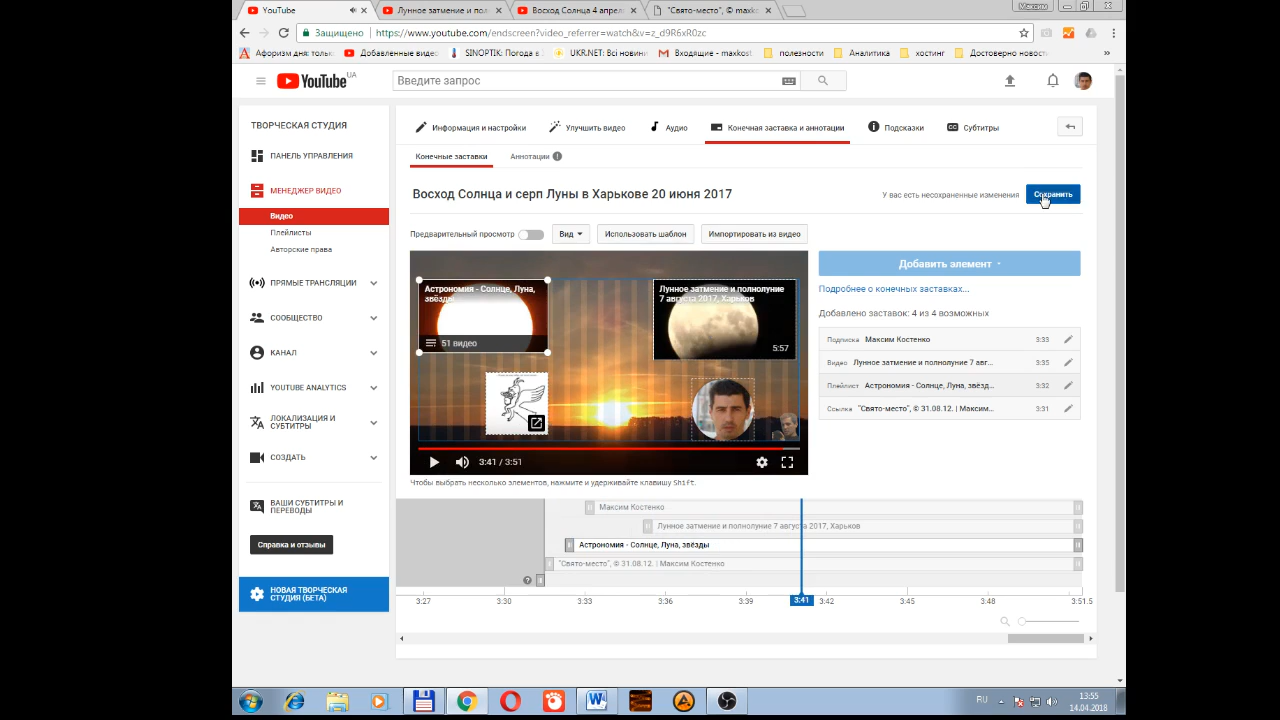 YouTube
Лунное затмение и пол
Восход Солнца 4 апрел
"Свято-место", © maxko
Максим
Защищено
https://www.youtube.com/endscreen?video_referrer=watch&v=z_d9R6xR0zc
Афоризм дня: тольк
Добавленные виде
SINOPTIK: Погода в
UKR.NET: Всі новини
Входящие - maxkost
полезности
Аналитика
хостинг
Достоверно новость
YouTube UA
Введите запрос
ТВОРЧЕСКАЯ СТУДИЯ
ПАНЕЛЬ УПРАВЛЕНИЯ
МЕНЕДЖЕР ВИДЕО
Видео
Плейлисты
Авторские права
ПРЯМЫЕ ТРАНСЛЯЦИИ
СООБЩЕСТВО
КАНАЛ
YOUTUBE ANALYTICS
ЛОКАЛИЗАЦИЯ И
СУБТИТРЫ
СОЗДАТЬ
ВАШИ СУБТИТРЫ И
ПЕРЕВОДЫ
Справка и отзывы
НОВАЯ ТВОРЧЕСКАЯ
СТУДИЯ (БЕТА)
Информация и настройки
Улучшить видео
Аудио
Конечная заставка и аннотации
Подсказки
CC Субтитры
Конечные заставки
Аннотации
Восход Солнца и серп Луны в Харькове 20 июня 2017
У вас есть несохраненные изменения
Сохранить
Предварительный просмотр
Вид
Использовать шаблон
Импортировать из видео
Астрономия - Солнце, Луна,
звёзды
51 видео
Лунное затмение и полнолуние
7 августа 2017, Харьков
5:57
3:41 / 3:51
Чтобы выбрать несколько элементов, нажмите и удерживайте клавишу Shift.
Добавить элемент
Подробнее о конечных заставках...
Добавлено заставок: 4 из 4 возможных
Подписка Максим Костенко 3:33
Видео Лунное затмение и полнолуние 7 авг... 3:35
Плейлист Астрономия - Солнце, Луна, звёзд... 3:32
Ссылка "Свято-место", © 31.08.12. | Максим... 3:31
Максим Костенко
Лунное затмение и полнолуние 7 августа 2017, Харьков
Астрономия - Солнце, Луна, звёзды
"Свято-место", © 31.08.12. | Максим Костенко
3:27 3:30 3:33 3:36 3:39 3:41 3:42 3:45 3:48 3:51.5
RU
13:55
14.04.2018